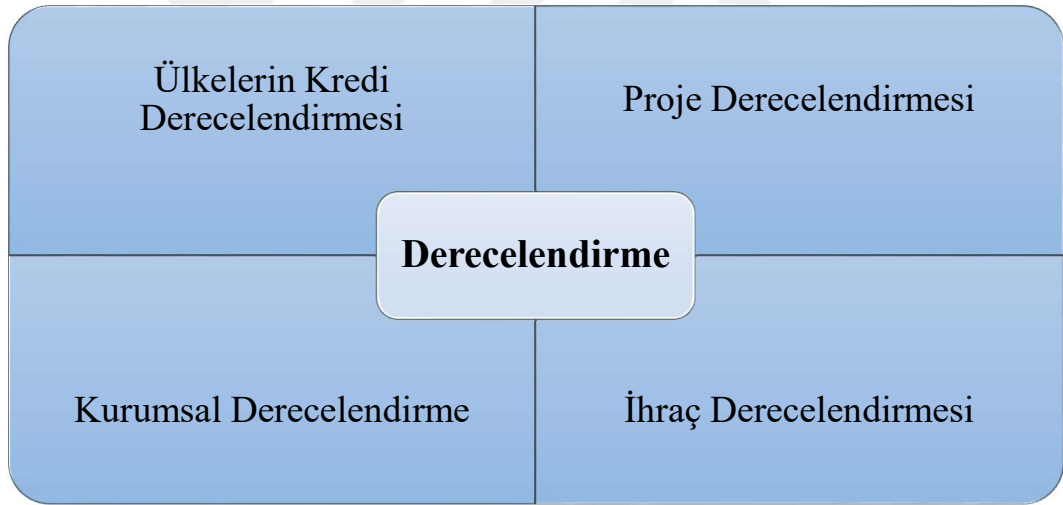 Ülkelerin Kredi
Derecelendirmesi
Proje Derecelendirmesi
Derecelendirme
Kurumsal Derecelendirme
İhraç Derecelendirmesi